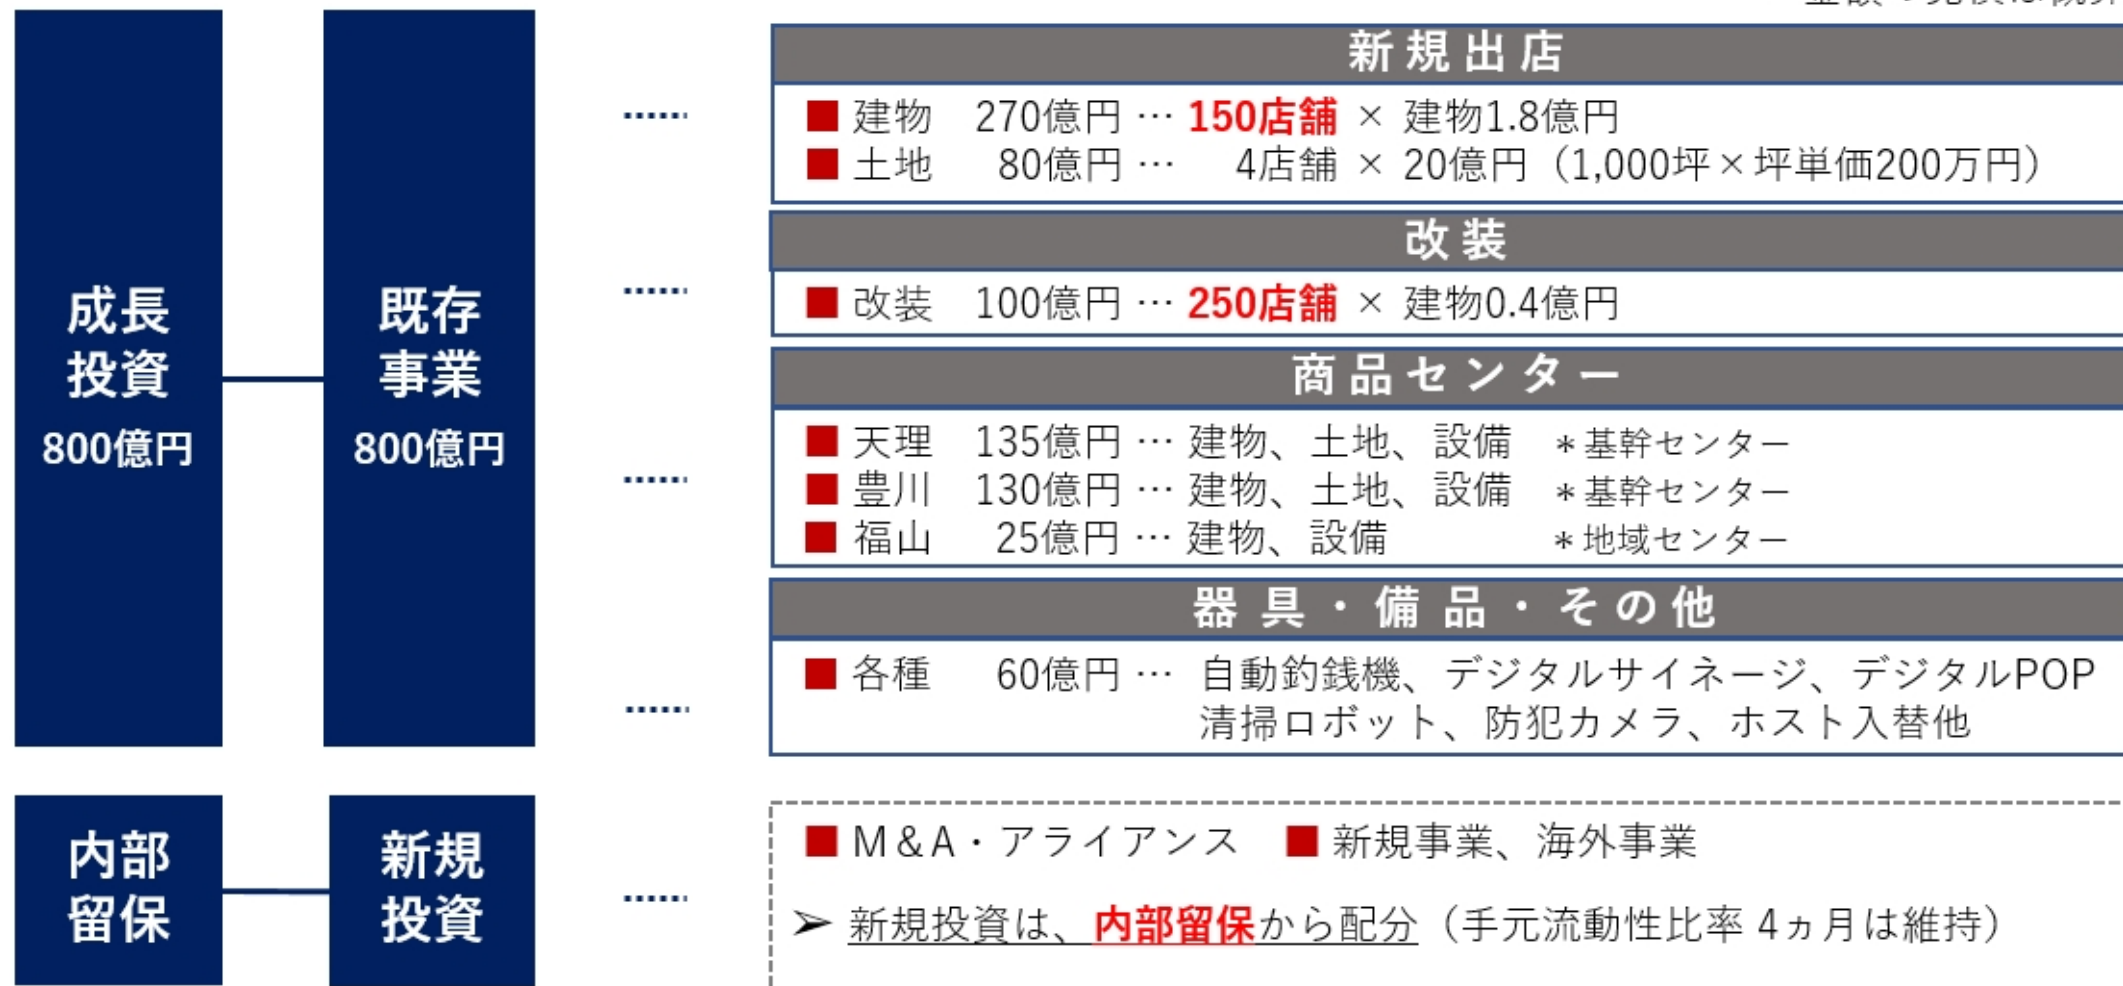 成長
投資
800億円
既存
事業
800億円
新規出店
■ 建物 270億円 … 150店舗 × 建物1.8億円
■ 土地 80億円 … 4店舗 × 20億円（1,000坪×坪単価200万円）
改装
■ 改装 100億円 … 250店舗 × 建物0.4億円
商品センター
■ 天理 135億円 … 建物、土地、設備 ＊基幹センター
■ 豊川 130億円 … 建物、土地、設備 ＊基幹センター
■ 福山 25億円 … 建物、設備 ＊地域センター
器具・備品・その他
■ 各種 60億円 … 自動釣銭機、デジタルサイネージ、デジタルPOP
清掃ロボット、防犯カメラ、ホスト入替他
内部
留保
新規
投資
■ M＆A・アライアンス ■ 新規事業、海外事業
➢ 新規投資は、内部留保から配分（手元流動性比率 4ヵ月は維持）